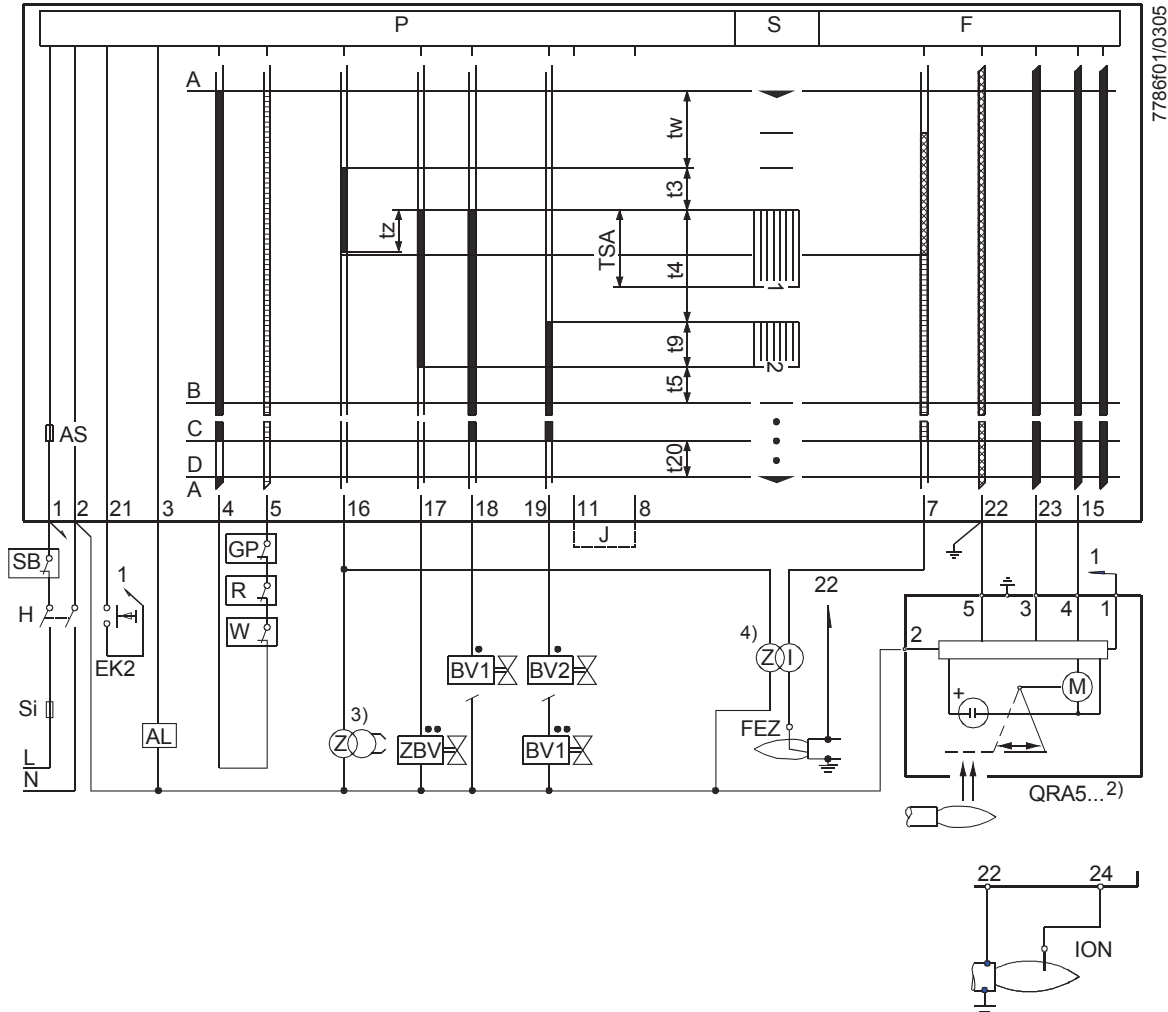 P S F
7786f01/0305
A
tw
t3
tz
TSA
t4
1
t9
2
t5
B
AS
C
t20
D
A
1 2 21 3 4 5 16 17 18 19 11 8 7 22 23 15
J
SB
GP
1
1
H
R
22
5 3 4 1
W
4)
2
EK2
BV1
BV2
Z I
M
+
Si
3)
FEZ
AL
Z
ZBV
BV1
L
N
QRA5... 2)
22 24
ION